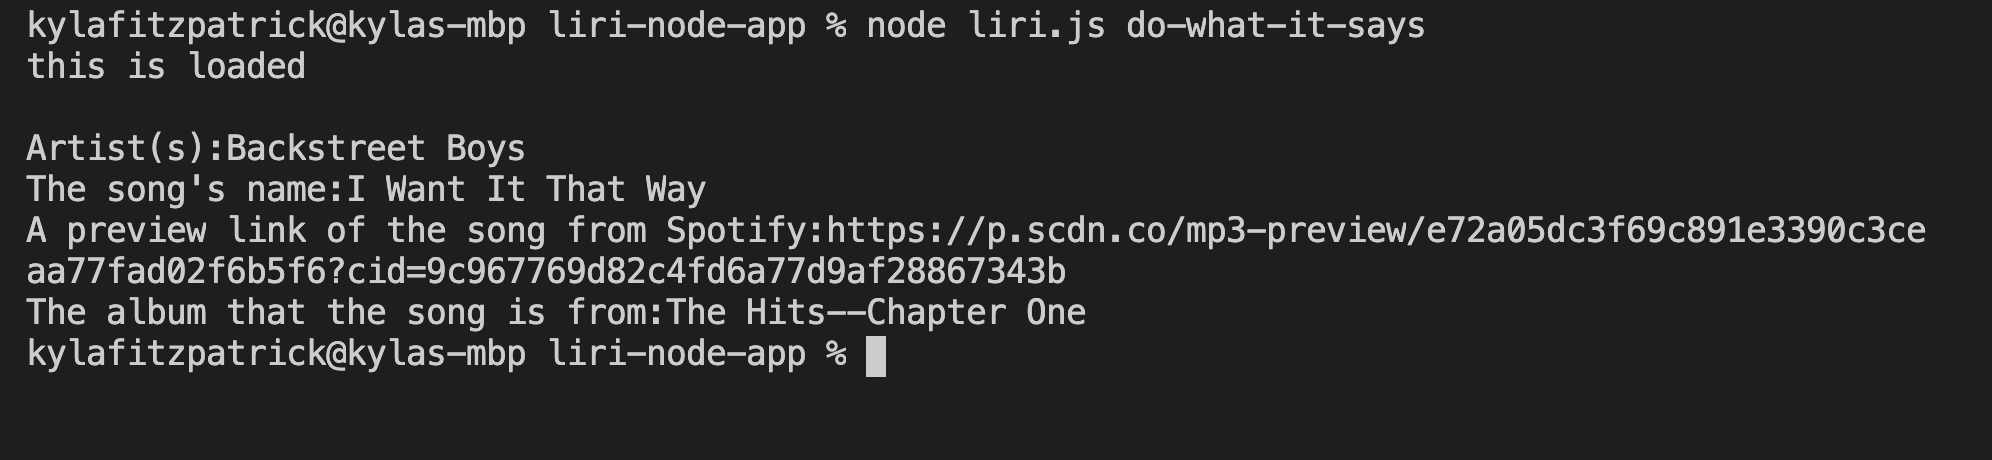 kylafitzpatrick@kylas-mbp liri-node-app % node liri.js do-what-it-says
this is loaded
Artist(s):Backstreet Boys
The song's name:I Want It That Way
A preview link of the song from Spotify:https://p.scdn.co/mp3-preview/e72a05dc3f69c891e3390c3ce
aa77fad02f6b5f6?cid=9c967769d82c4fd6a77d9af28867343b
The album that the song is from:The Hits--Chapter One
kylafitzpatrick@kylas-mbp liri-node-app %